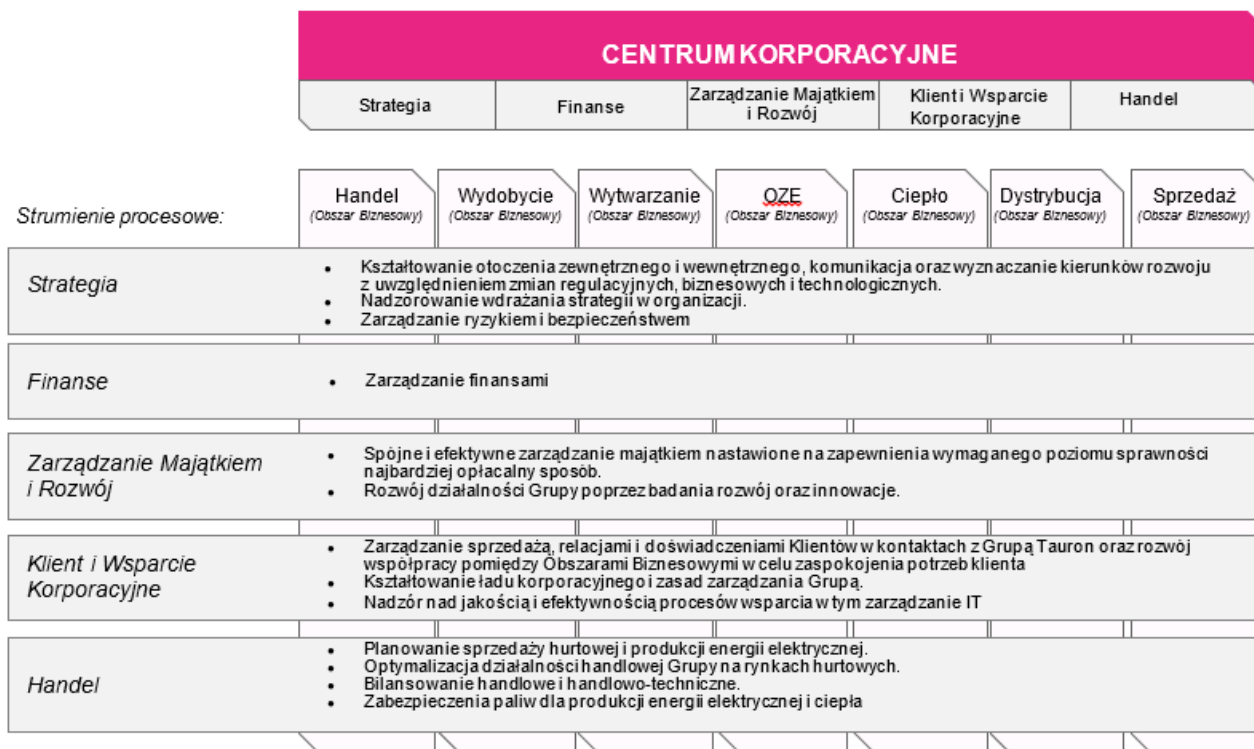 CENTRUM KORPORACYJNE
Strategia
Finanse
Zarządzanie Majątkiem
i Rozwój
Klient i Wsparcie
Korporacyjne
Handel
Strumienie procesowe:
Handel
(Obszar Biznesowy)
Wydobycie
(Obszar Biznesowy)
Wytwarzanie
(Obszar Biznesowy)
OZE
(Obszar Biznesowy)
Ciepło
(Obszar Biznesowy)
Dystrybucja
(Obszar Biznesowy)
Sprzedaż
(Obszar Biznesowy)
Strategia
• Kształtowanie otoczenia zewnętrznego i wewnętrznego, komunikacja oraz wyznaczanie kierunków rozwoju
z uwzględnieniem zmian regulacyjnych, biznesowych i technologicznych.
• Nadzorowanie wdrażania strategii w organizacji.
• Zarządzanie ryzykiem i bezpieczeństwem
Finanse
• Zarządzanie finansami
Zarządzanie Majątkiem
i Rozwój
• Spójne i efektywne zarządzanie majątkiem nastawione na zapewnienia wymaganego poziomu sprawności
najbardziej opłacalny sposób.
• Rozwój działalności Grupy poprzez badania rozwój oraz innowacje.
Klient i Wsparcie
Korporacyjne
• Zarządzanie sprzedażą, relacjami i doświadczeniami Klientów w kontaktach z Grupą Tauron oraz rozwój
współpracy pomiędzy Obszarami Biznesowymi w celu zaspokojenia potrzeb klienta
• Kształtowanie ładu korporacyjnego i zasad zarządzania Grupą.
• Nadzór nad jakością i efektywnością procesów wsparcia w tym zarządzanie IT
Handel
• Planowanie sprzedaży hurtowej i produkcji energii elektrycznej.
• Optymalizacja działalności handlowej Grupy na rynkach hurtowych.
• Bilansowanie handlowe i handlowo-techniczne.
• Zabezpieczenia paliw dla produkcji energii elektrycznej i ciepła